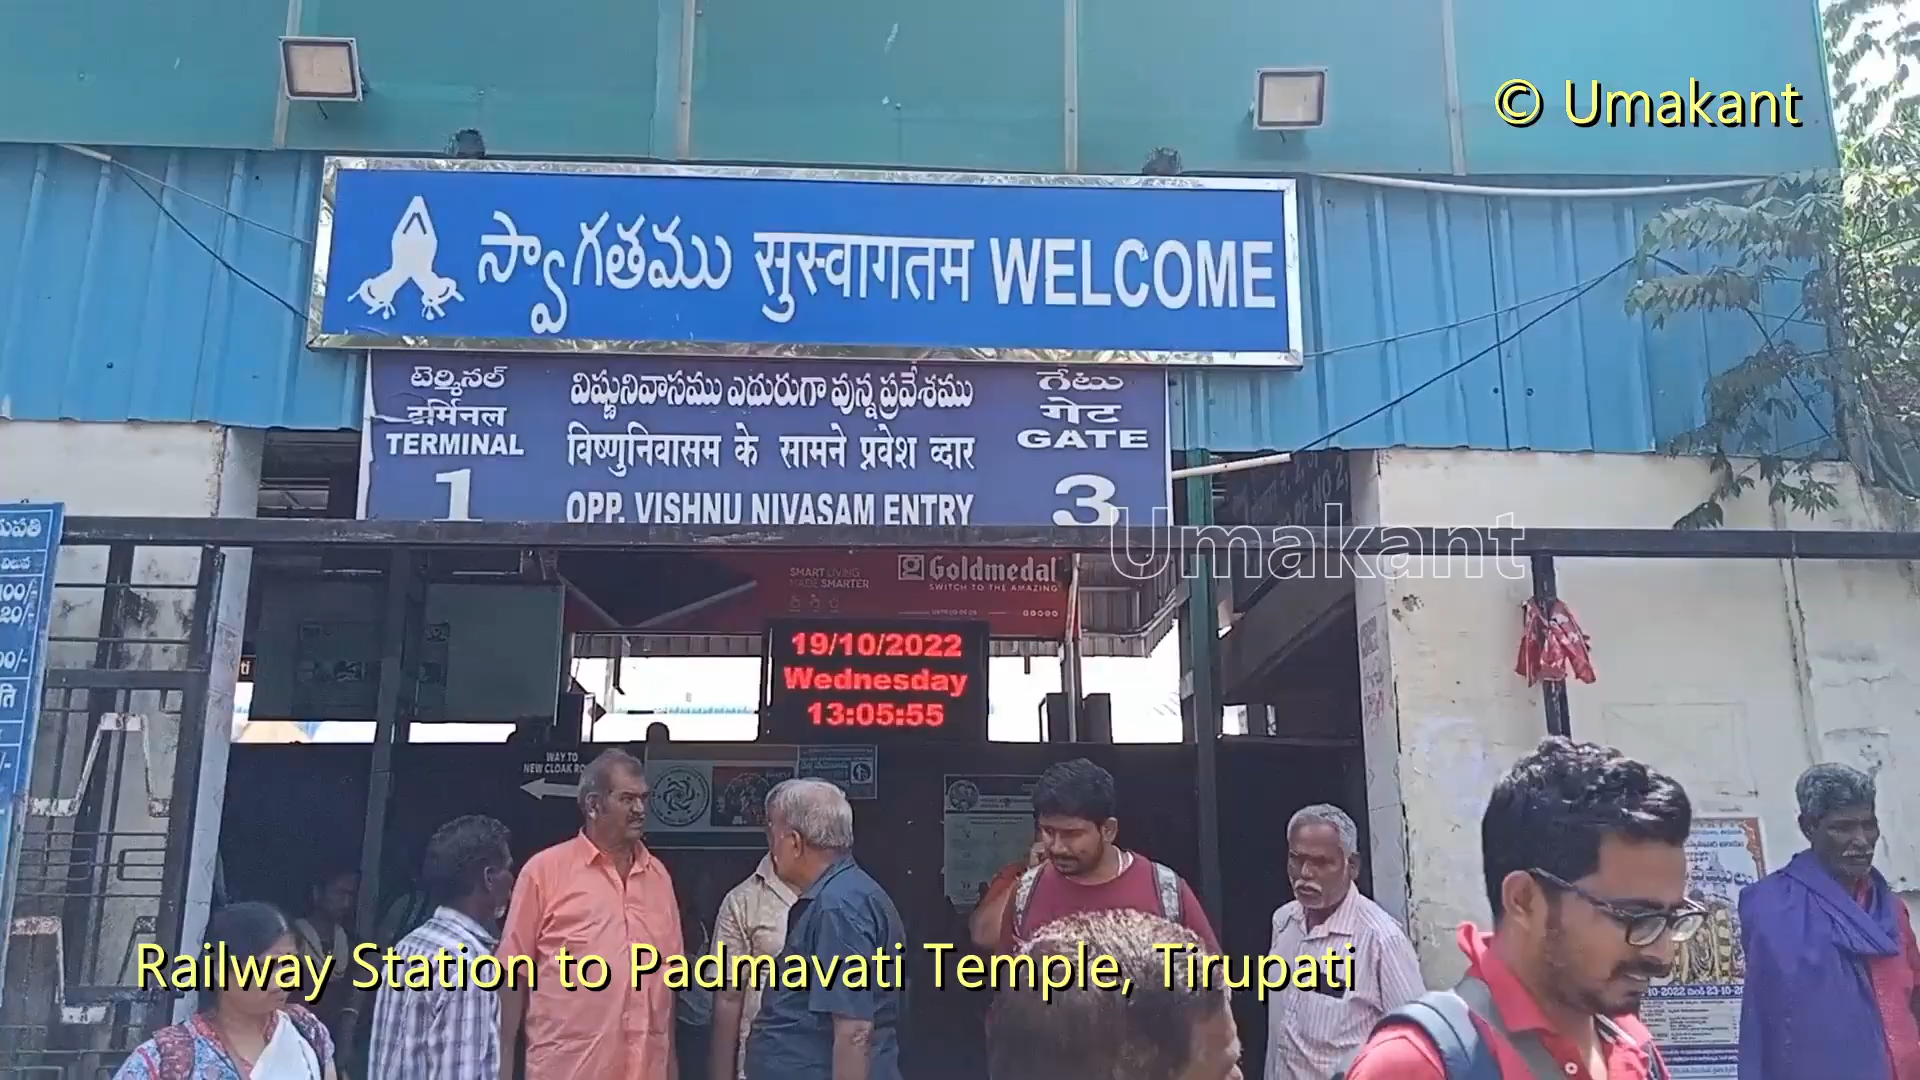 © Umakant
స్వాగతము सुस्वागतम WELCOME
టెర్మినల్
टर्मिनल
TERMINAL
1
విష్ణునివాసము ఎదురుగా వున్న ప్రవేశము
विष्णुनिवासम के सामने प्रवेश व्दार
OPP. VISHNU NIVASAM ENTRY
గేటు
गेट
GATE
3
Umakant
SMART LIVING
MADE SMARTER
Goldmedal
SWITCH TO THE AMAZING
19/10/2022
Wednesday
13:05:55
WAY TO
NEW CLOAK
Railway Station to Padmavati Temple, Tirupati